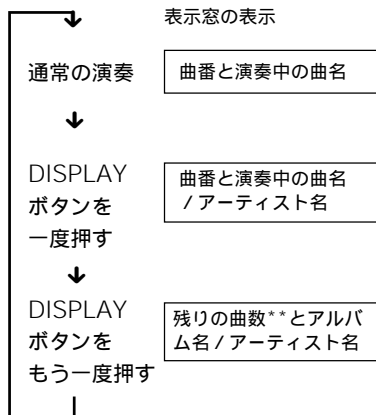 表示窓の表示
通常の演奏
曲番と演奏中の曲名
DISPLAY
ボタンを
一度押す
曲番と演奏中の曲名
/ アーティスト名
DISPLAY
ボタンを
もう一度押す
残りの曲数**とアルバ
ム名 / アーティスト名